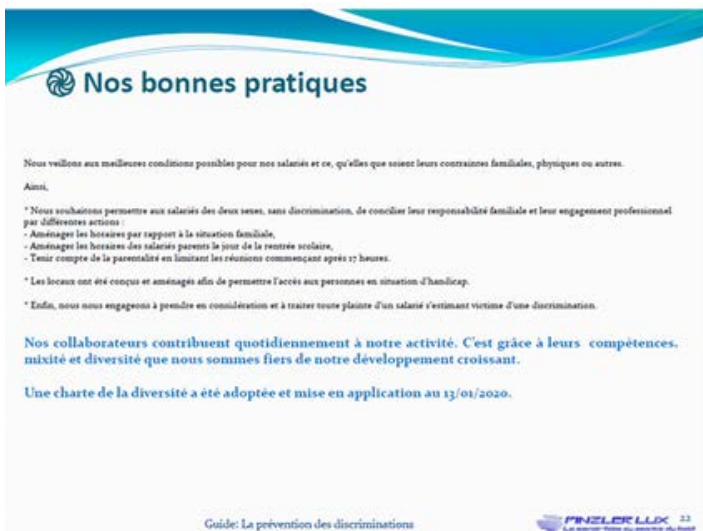 Nos bonnes pratiques
Nous veillons aux meilleures conditions possibles pour nos salariés et ce, qu'elles que soient leurs contraintes familiales, physiques ou autres.
Ainsi,
* Nous souhaitons permettre aux salariés des deux sexes, sans discrimination, de concilier leur responsabilité familiale et leur engagement professionnel
par différentes actions :
- Aménager les horaires par rapport à la situation familiale,
- Aménager les horaires des salariés parents le jour de la rentrée scolaire,
- Tenir compte de la parentalité en limitant les réunions commençant après 17 heures.
* Les locaux ont été conçus et aménagés afin de permettre l'accès aux personnes en situation d'handicap.
* Enfin, nous nous engageons à prendre en considération et à traiter toute plainte d'un salarié s'estimant victime d'une discrimination.
Nos collaborateurs contribuent quotidiennement à notre activité. C'est grâce à leurs compétences,
mixité et diversité que nous sommes fiers de notre développement croissant.
Une charte de la diversité a été adoptée et mise en application au 13/01/2020.
Guide: La prévention des discriminations
PINZLER LUX 22